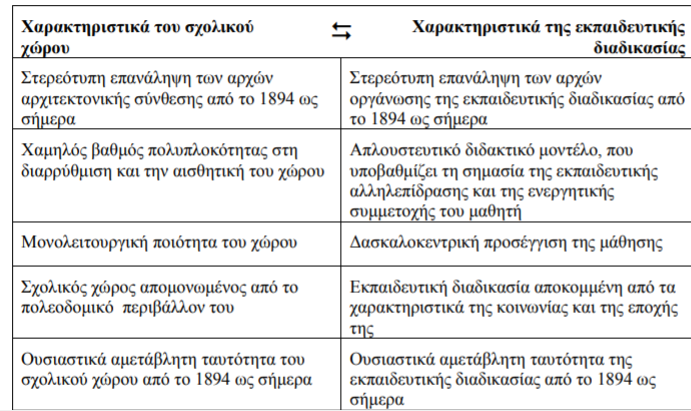 Χαρακτηριστικά του σχολικού
χώρου
⇆
Χαρακτηριστικά της εκπαιδευτικής
διαδικασίας
Στερεότυπη επανάληψη των αρχών
αρχιτεκτονικής σύνθεσης από το 1894 ως
σήμερα
Στερεότυπη επανάληψη των αρχών
οργάνωσης της εκπαιδευτικής διαδικασίας από
το 1894 ως σήμερα
Χαμηλός βαθμός πολυπλοκότητας στη
διαρρύθμιση και την αισθητική του χώρου
Απλουστευτικό διδακτικό μοντέλο, που
υποβαθμίζει τη σημασία της εκπαιδευτικής
αλληλεπίδρασης και της ενεργητικής
συμμετοχής του μαθητή
Μονολειτουργική ποιότητα του χώρου
Δασκαλοκεντρική προσέγγιση της μάθησης
Σχολικός χώρος απομονωμένος από το
πολεοδομικό περιβάλλον του
Εκπαιδευτική διαδικασία αποκομμένη από τα
χαρακτηριστικά της κοινωνίας και της εποχής
της
Ουσιαστικά αμετάβλητη ταυτότητα του
σχολικού χώρου από το 1894 ως σήμερα
Ουσιαστικά αμετάβλητη ταυτότητα της
εκπαιδευτικής διαδικασίας από το 1894 ως
σήμερα